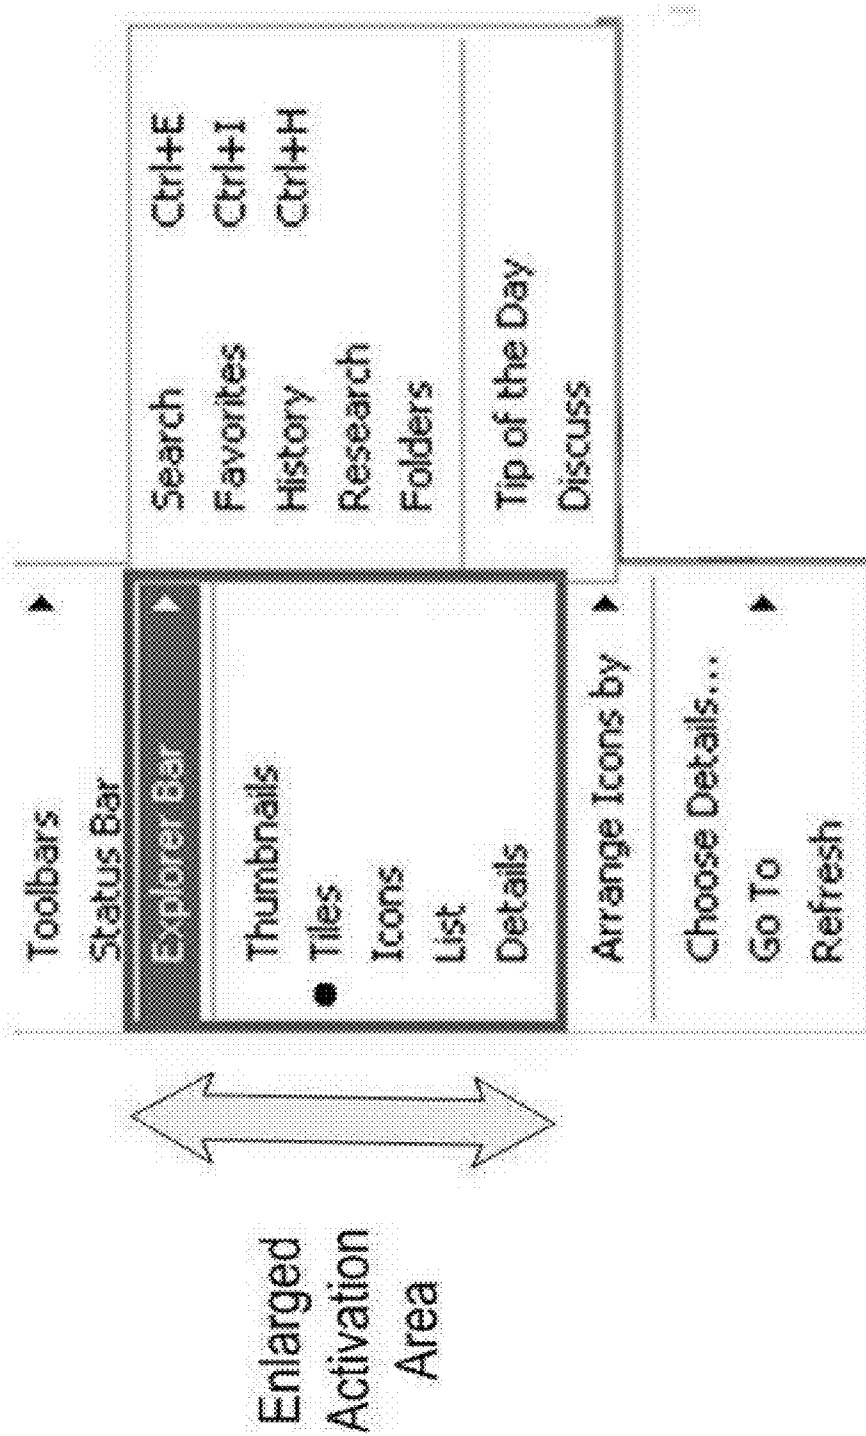 Enlarged
Activation
Area
Toolbars
Status Bar
Explorer Bar
Thumbnails
Tiles
Icons
List
Details
Arrange Icons by
Choose Details...
Go To
Refresh
Search Ctrl+E
Favorites Ctrl+I
History Ctrl+H
Research
Folders
Tip of the Day
Discuss